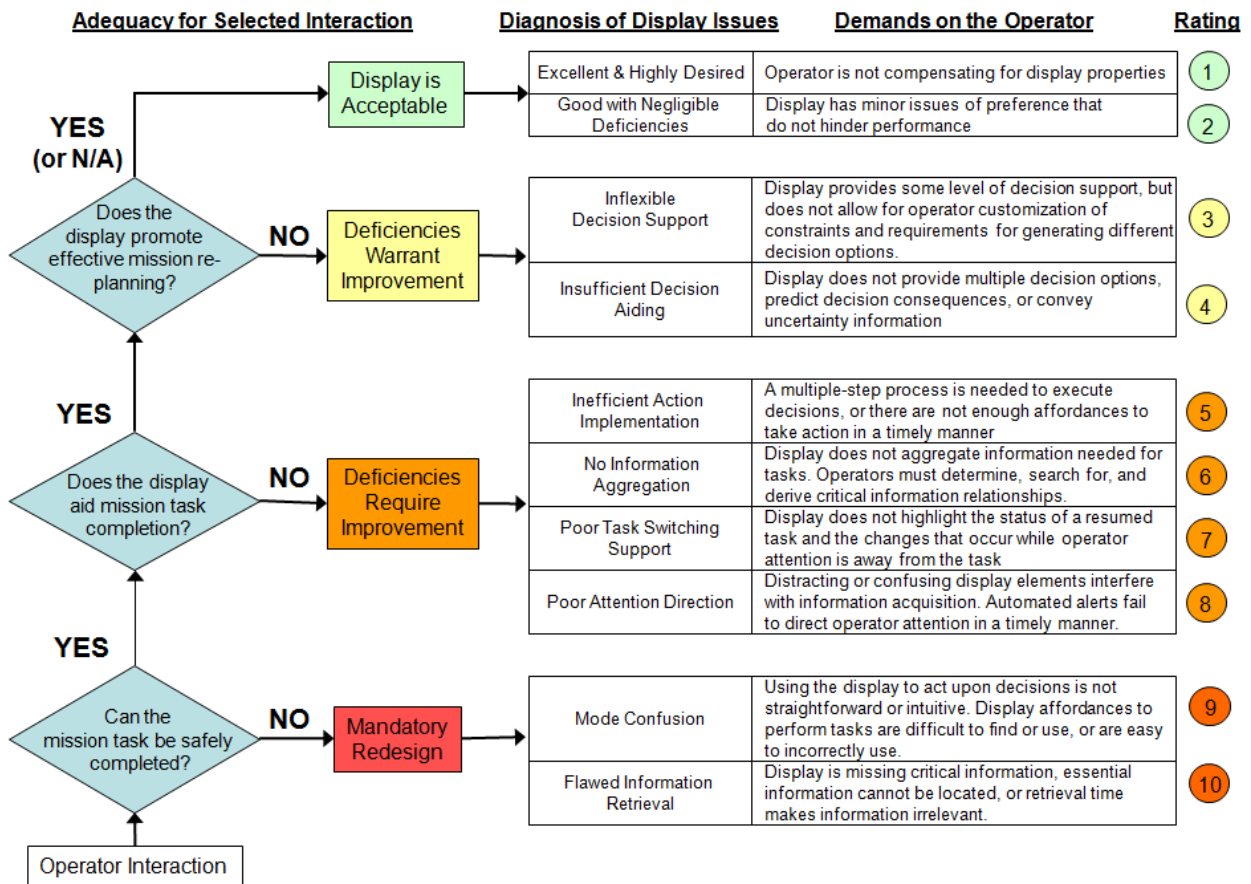 Adequacy for Selected Interaction
Diagnosis of Display Issues
Demands on the Operator
Rating
Display is
Acceptable
Excellent & Highly Desired
Operator is not compensating for display properties
1
Good with Negligible
Deficiencies
Display has minor issues of preference that
do not hinder performance
2
YES
(or N/A)
Does the
display promote
effective mission re-
planning?
NO
Deficiencies
Warrant
Improvement
Inflexible
Decision Support
Display provides some level of decision support, but
does not allow for operator customization of
constraints and requirements for generating different
decision options.
3
Insufficient Decision
Aiding
Display does not provide multiple decision options,
predict decision consequences, or convey
uncertainty information
4
YES
Does the display
aid mission task
completion?
NO
Deficiencies
Require
Improvement
Inefficient Action
Implementation
A multiple-step process is needed to execute
decisions, or there are not enough affordances to
take action in a timely manner
5
No Information
Aggregation
Display does not aggregate information needed for
tasks. Operators must determine, search for, and
derive critical information relationships.
6
Poor Task Switching
Support
Display does not highlight the status of a resumed
task and the changes that occur while operator
attention is away from the task
7
Poor Attention Direction
Distracting or confusing display elements interfere
with information acquisition. Automated alerts fail
to direct operator attention in a timely manner.
8
YES
Can the
mission task be safely
completed?
NO
Mandatory
Redesign
Mode Confusion
Using the display to act upon decisions is not
straightforward or intuitive. Display affordances to
perform tasks are difficult to find or use, or are easy
to incorrectly use.
9
Flawed Information
Retrieval
Display is missing critical information, essential
information cannot be located, or retrieval time
makes information irrelevant.
10
Operator Interaction